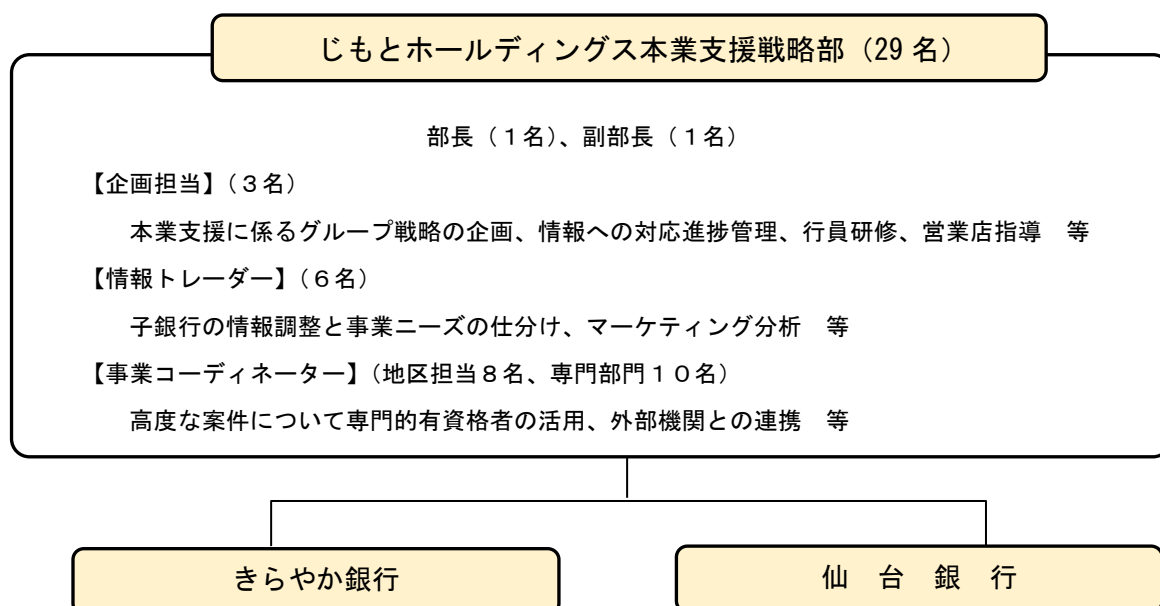 じもとホールディングス本業支援戦略部（29 名）
部長（１名）、副部長（１名）
【企画担当】（３名）
本業支援に係るグループ戦略の企画、情報への対応進捗管理、行員研修、営業店指導　等
【情報トレーダー】（６名）
子銀行の情報調整と事業ニーズの仕分け、マーケティング分析　等
【事業コーディネーター】（地区担当８名、専門部門１０名）
高度な案件について専門的有資格者の活用、外部機関との連携　等
きらやか銀行
仙　台　銀　行